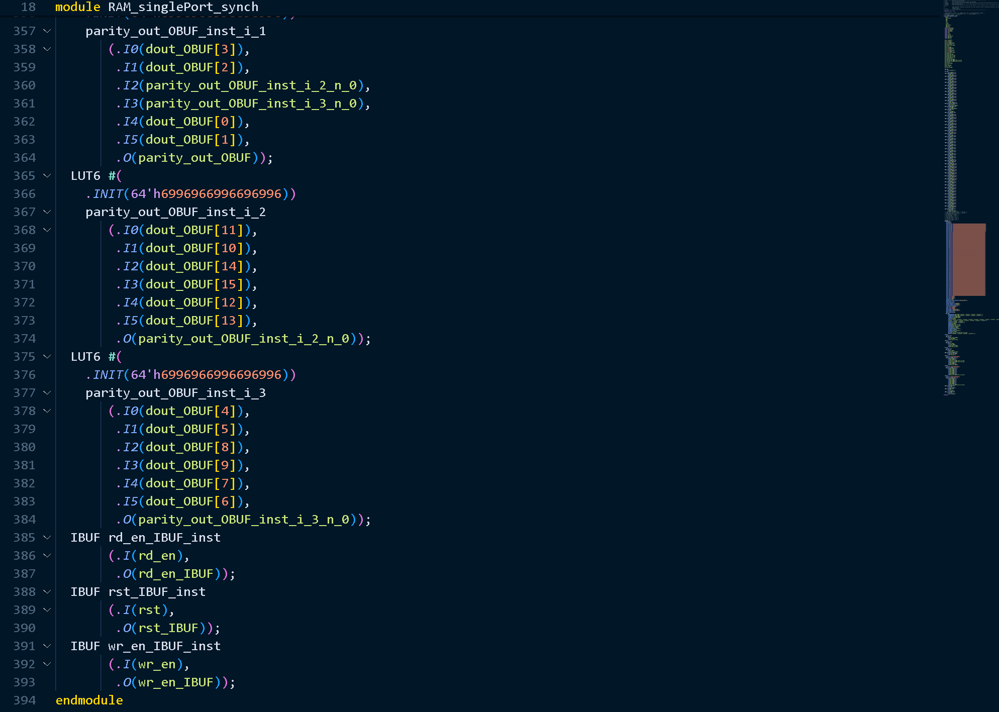 18 module RAM_singlePort_synch
357 parity_out_OBUF_inst_i_1
358 (.I0(dout_OBUF[3]),
359 .I1(dout_OBUF[2]),
360 .I2(parity_out_OBUF_inst_i_2_n_0),
361 .I3(parity_out_OBUF_inst_i_3_n_0),
362 .I4(dout_OBUF[0]),
363 .I5(dout_OBUF[1]),
364 .O(parity_out_OBUF));
365 LUT6 #(
366 .INIT(64'h6996966996696996))
367 parity_out_OBUF_inst_i_2
368 (.I0(dout_OBUF[11]),
369 .I1(dout_OBUF[10]),
370 .I2(dout_OBUF[14]),
371 .I3(dout_OBUF[15]),
372 .I4(dout_OBUF[12]),
373 .I5(dout_OBUF[13]),
374 .O(parity_out_OBUF_inst_i_2_n_0));
375 LUT6 #(
376 .INIT(64'h6996966996696996))
377 parity_out_OBUF_inst_i_3
378 (.I0(dout_OBUF[4]),
379 .I1(dout_OBUF[5]),
380 .I2(dout_OBUF[8]),
381 .I3(dout_OBUF[9]),
382 .I4(dout_OBUF[7]),
383 .I5(dout_OBUF[6]),
384 .O(parity_out_OBUF_inst_i_3_n_0));
385 IBUF rd_en_IBUF_inst
386 (.I(rd_en),
387 .O(rd_en_IBUF));
388 IBUF rst_IBUF_inst
389 (.I(rst),
390 .O(rst_IBUF));
391 IBUF wr_en_IBUF_inst
392 (.I(wr_en),
393 .O(wr_en_IBUF));
394 endmodule